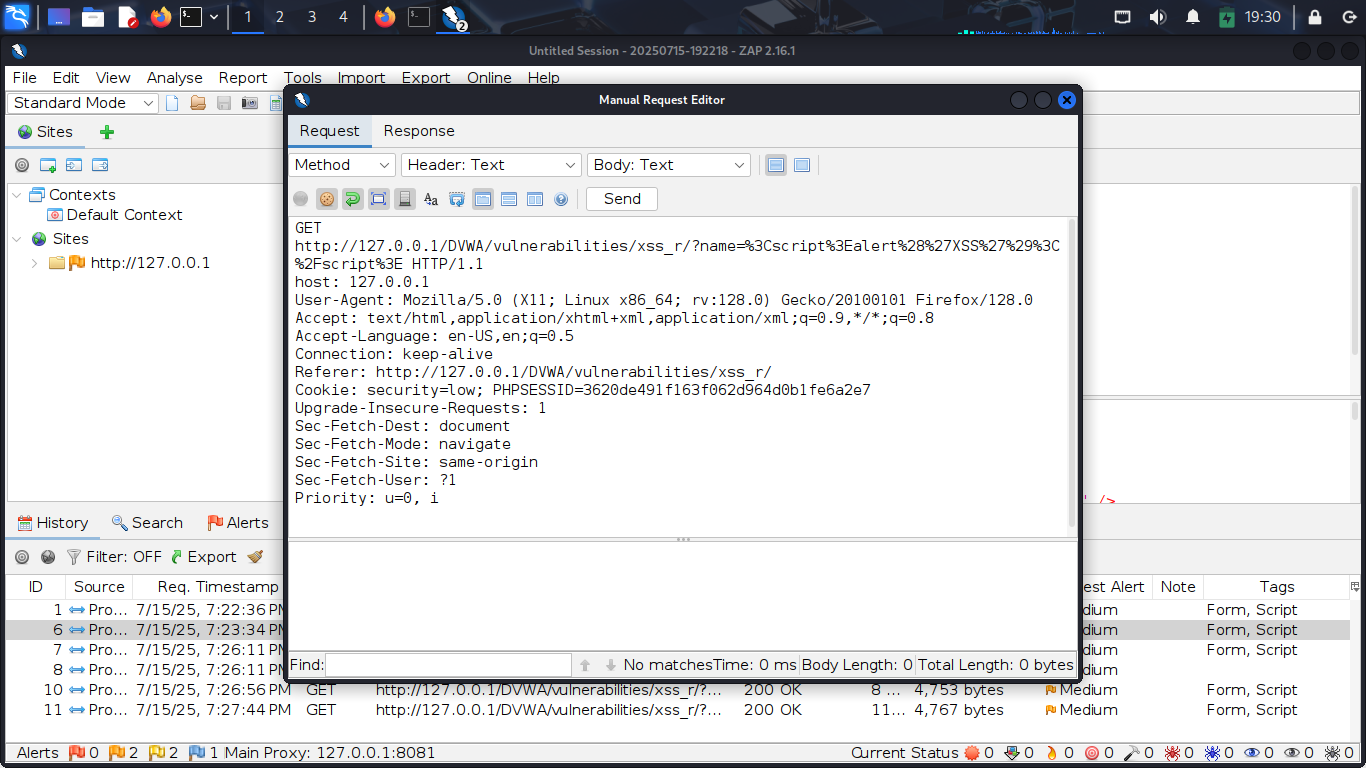 1 2 3 4 2 19:30
Untitled Session - 20250715-192218 - ZAP 2.16.1
File Edit View Analyse Report Tools Import Export Online Help
Standard Mode
Manual Request Editor
Sites
Request Response
Method Header: Text Body: Text
Contexts
Default Context
Sites
http://127.0.0.1
Send
GET
http://127.0.0.1/DVWA/vulnerabilities/xss_r/?name=%3Cscript%3Ealert%28%27XSS%27%29%3C
%2Fscript%3E HTTP/1.1
host: 127.0.0.1
User-Agent: Mozilla/5.0 (X11; Linux x86_64; rv:128.0) Gecko/20100101 Firefox/128.0
Accept: text/html,application/xhtml+xml,application/xml;q=0.9,*/*;q=0.8
Accept-Language: en-US,en;q=0.5
Connection: keep-alive
Referer: http://127.0.0.1/DVWA/vulnerabilities/xss_r/
Cookie: security=low; PHPSESSID=3620de491f163f062d964d0b1fe6a2e7
Upgrade-Insecure-Requests: 1
Sec-Fetch-Dest: document
Sec-Fetch-Mode: navigate
Sec-Fetch-Site: same-origin
Sec-Fetch-User: ?1
Priority: u=0, i
' />
Find: No matches Time: 0 ms Body Length: 0 Total Length: 0 bytes
History Search Alerts
Filter: OFF Export
ID Source Req. Timestamp est Alert Note Tags
1 Pro... 7/15/25, 7:22:36 PM dium Form, Script
6 Pro... 7/15/25, 7:23:34 PM dium Form, Script
7 Pro... 7/15/25, 7:26:11 PM dium Form, Script
8 Pro... 7/15/25, 7:26:11 PM dium
10 Pro... 7/15/25, 7:26:56 PM GET http://127.0.0.1/DVWA/vulnerabilities/xss_r/?... 200 OK 8 ... 4,753 bytes Medium Form, Script
11 Pro... 7/15/25, 7:27:44 PM GET http://127.0.0.1/DVWA/vulnerabilities/xss_r/?... 200 OK 11... 4,767 bytes Medium Form, Script
Alerts 0 2 2 1 Main Proxy: 127.0.0.1:8081 Current Status 0 0 0 0 0 0 0 0 0 0